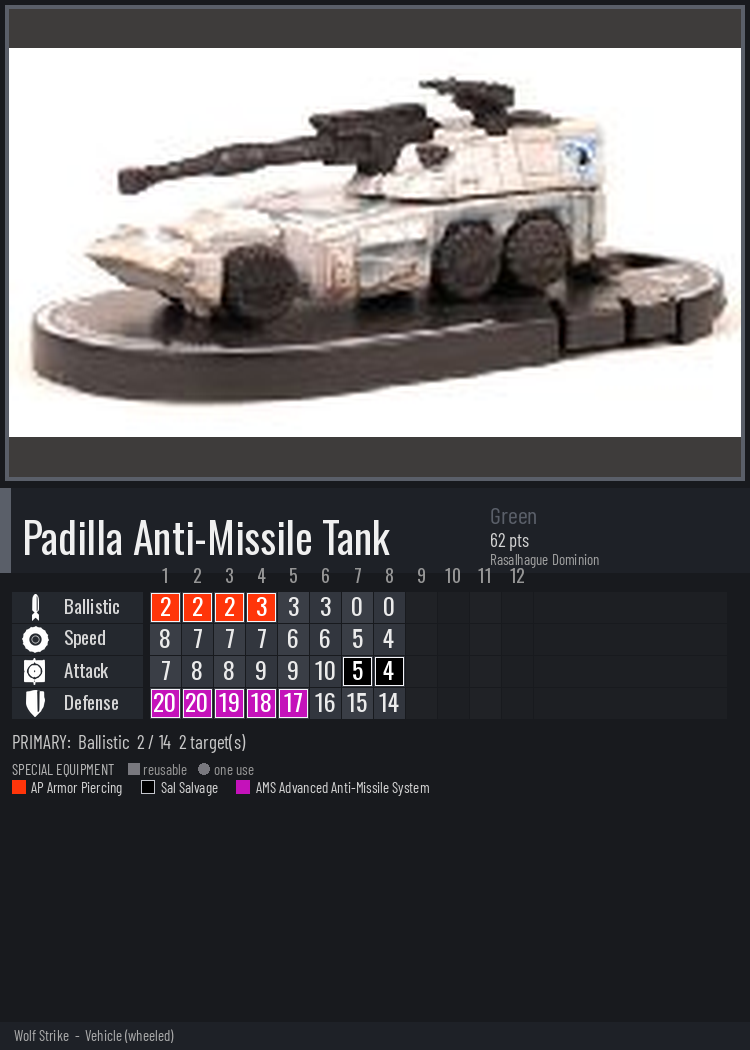 Padilla Anti-Missile Tank
Green
62 pts
Rasalhague Dominion
1 2 3 4 5 6 7 8 9 10 11 12
Ballistic 2 2 2 3 3 3 0 0
Speed 8 7 7 7 6 6 5 4
Attack 7 8 8 9 9 10 5 4
Defense 20 20 19 18 17 16 15 14
PRIMARY: Ballistic 2 / 14 2 target(s)
SPECIAL EQUIPMENT reusable one use
AP Armor Piercing Sal Salvage AMS Advanced Anti-Missile System
Wolf Strike - Vehicle (wheeled)